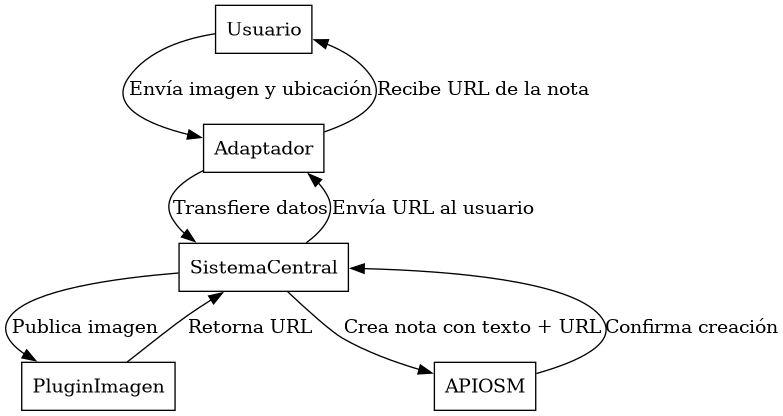 Usuario
Envía imagen y ubicación
Recibe URL de la nota
Adaptador
Transfiere datos
Envía URL al usuario
SistemaCentral
Publica imagen
Retorna URL
Crea nota con texto + URL
Confirma creación
PluginImagen
APIOSM